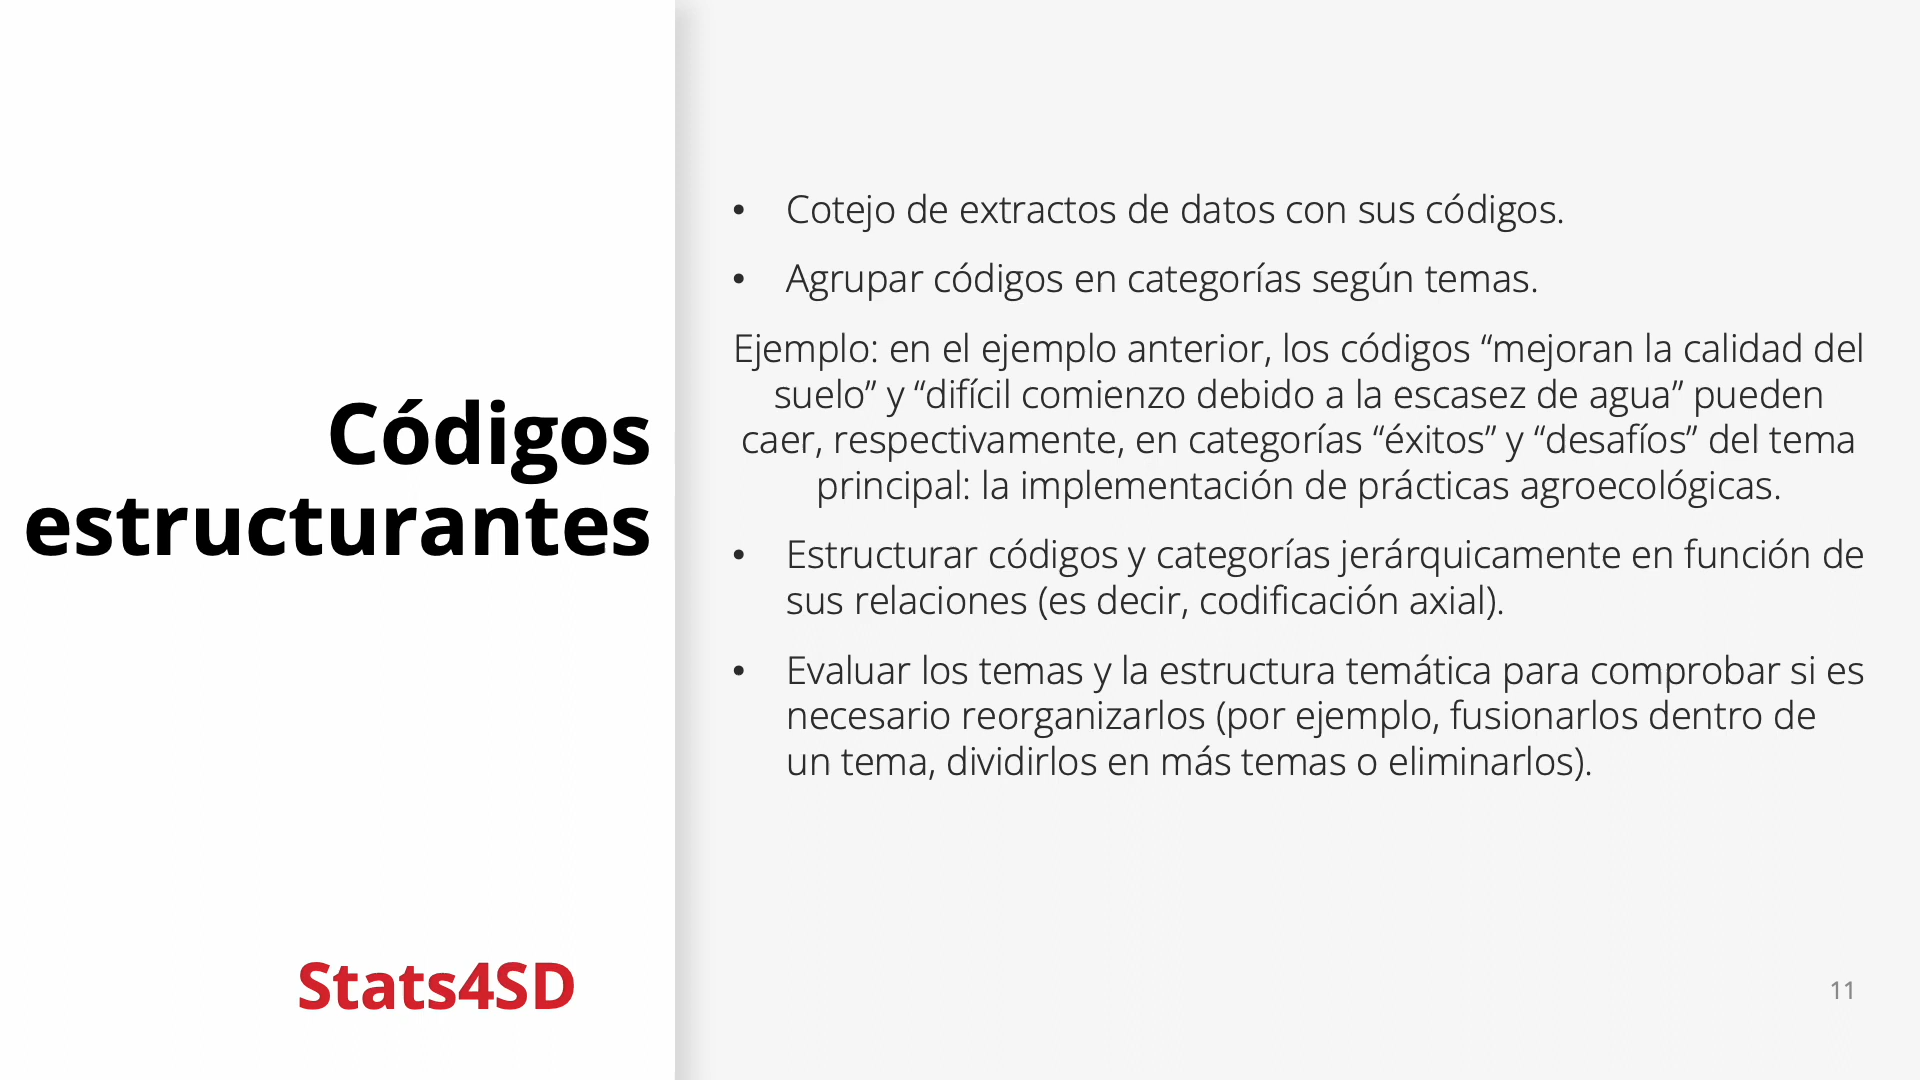 Códigos
estructurantes
• Cotejo de extractos de datos con sus códigos.
• Agrupar códigos en categorías según temas.
Ejemplo: en el ejemplo anterior, los códigos “mejoran la calidad del
suelo” y “difícil comienzo debido a la escasez de agua” pueden
caer, respectivamente, en categorías “éxitos” y “desafíos” del tema
principal: la implementación de prácticas agroecológicas.
• Estructurar códigos y categorías jerárquicamente en función de
sus relaciones (es decir, codificación axial).
• Evaluar los temas y la estructura temática para comprobar si es
necesario reorganizarlos (por ejemplo, fusionarlos dentro de
un tema, dividirlos en más temas o eliminarlos).
Stats4SD
11